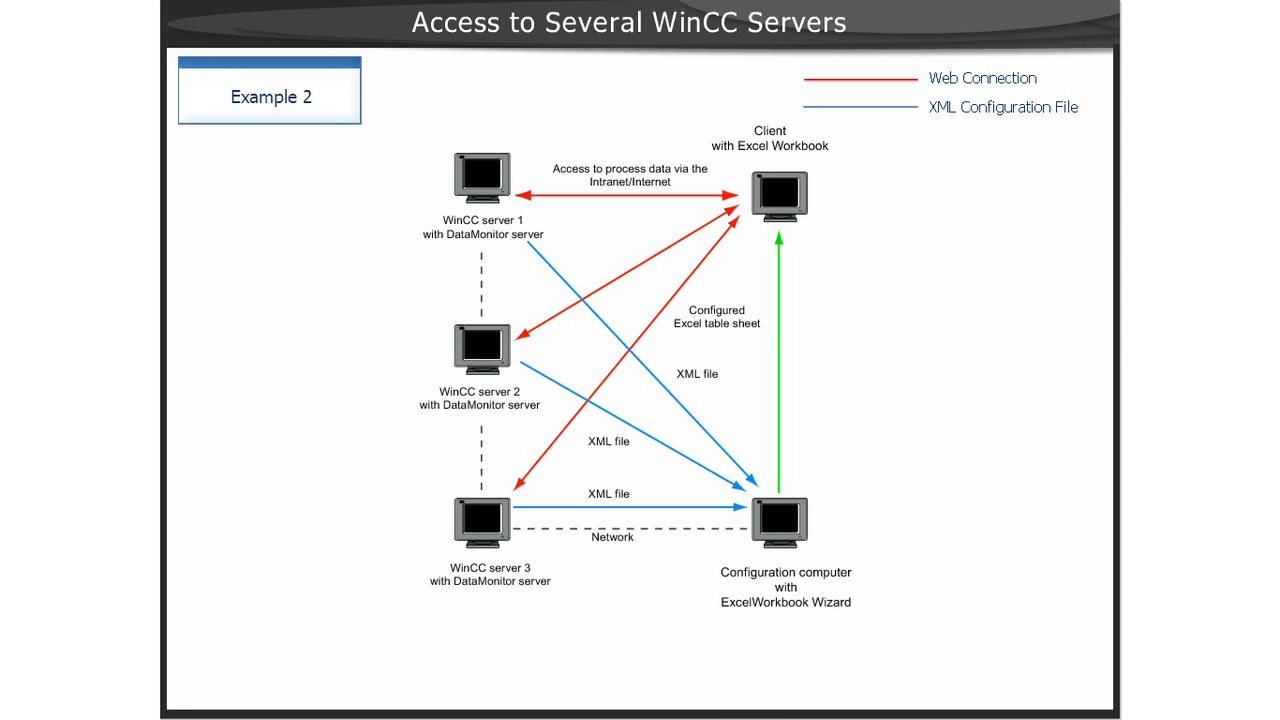 Access to Several WinCC Servers
Example 2
Web Connection
XML Configuration File
Client
with Excel Workbook
Access to process data via the
Intranet/Internet
WinCC server 1
with DataMonitor server
Configured
Excel table sheet
XML file
WinCC server 2
with DataMonitor server
XML file
XML file
Network
WinCC server 3
with DataMonitor server
Configuration computer
with
ExcelWorkbook Wizard